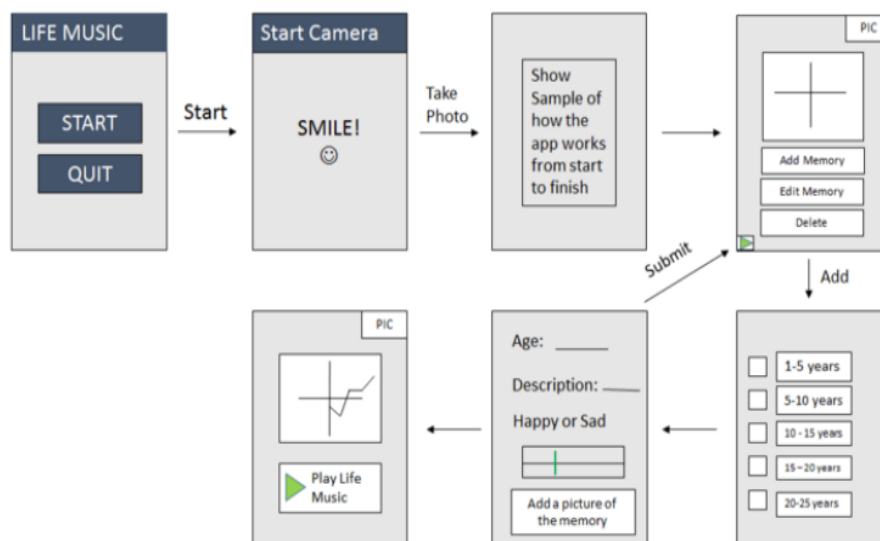 LIFE MUSIC
START
QUIT
Start
Start Camera
SMILE!
Take
Photo
Show
Sample of
how the
app works
from start
to finish
PIC
Add Memory
Edit Memory
Delete
Submit
Add
PIC
Play Life
Music
Age: _____
Description: ____
Happy or Sad
Add a picture of
the memory
1-5 years
5-10 years
10 - 15 years
15 – 20 years
20-25 years